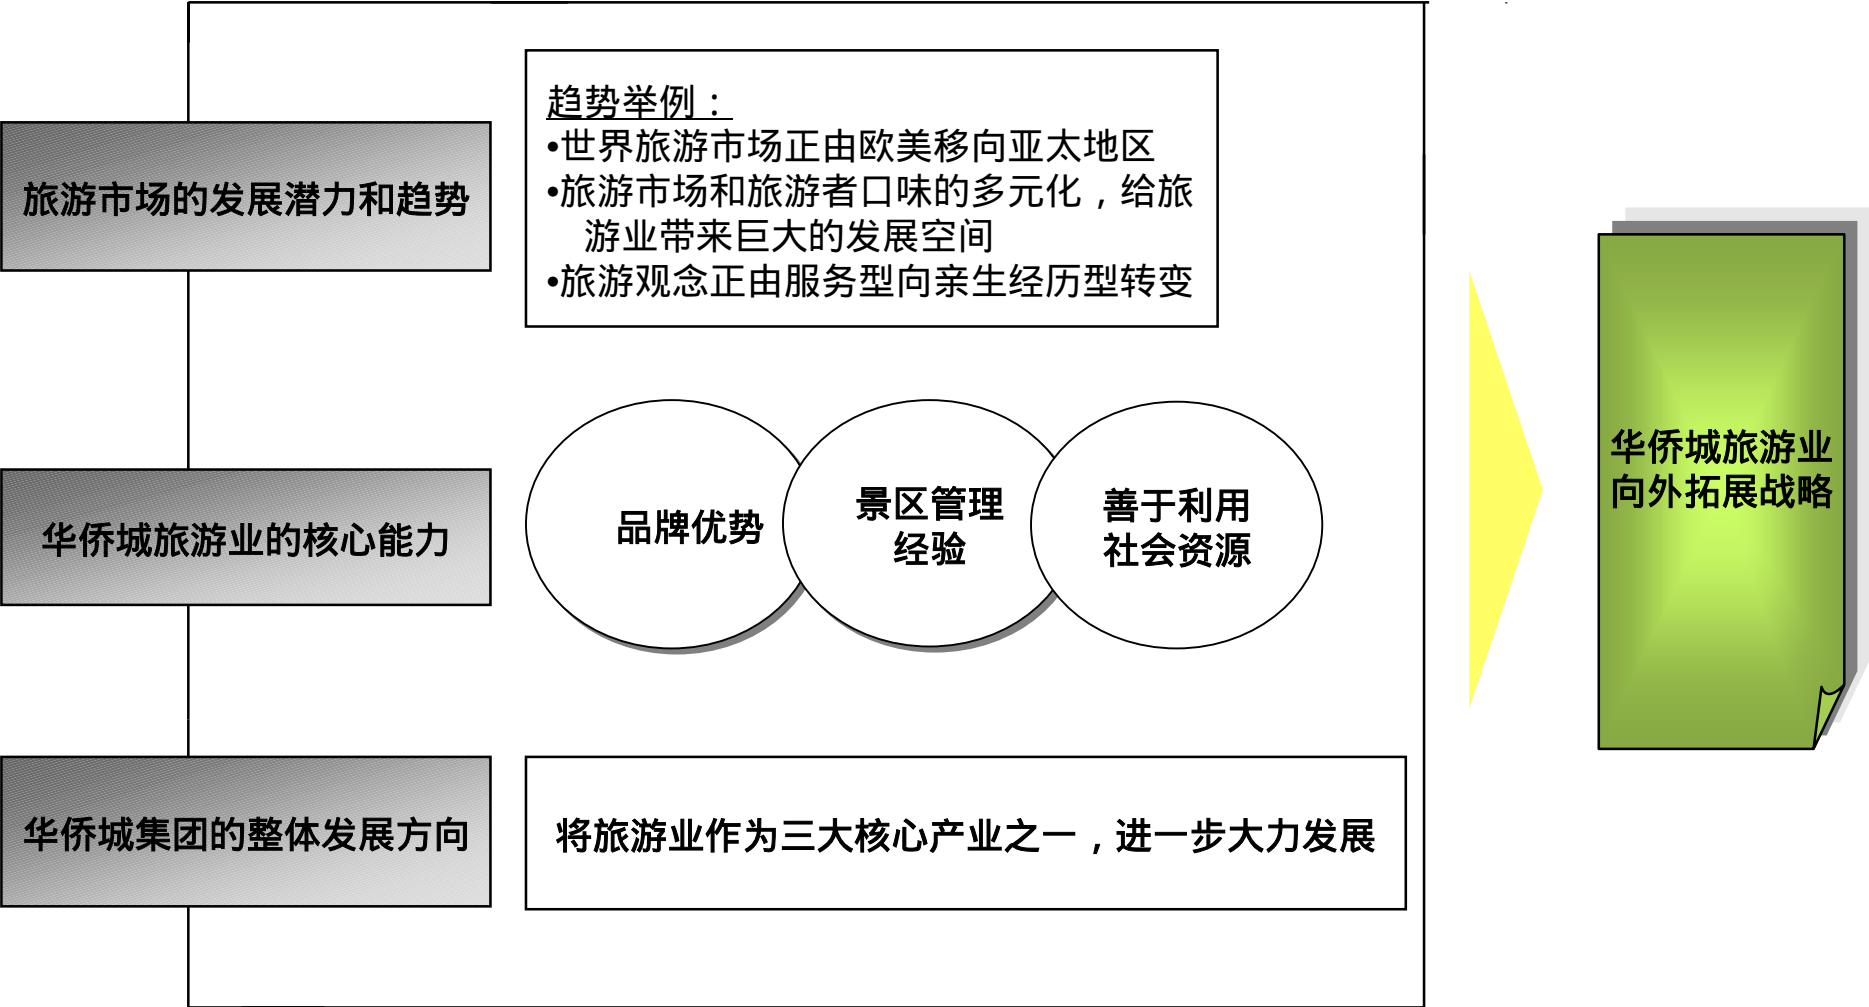 旅游市场的发展潜力和趋势
趋势举例：
•世界旅游市场正由欧美移向亚太地区
•旅游市场和旅游者口味的多元化，给旅
游业带来巨大的发展空间
•旅游观念正由服务型向亲生经历型转变
华侨城旅游业的核心能力
品牌优势
景区管理
经验
善于利用
社会资源
华侨城集团的整体发展方向
将旅游业作为三大核心产业之一，进一步大力发展
华侨城旅游业
向外拓展战略